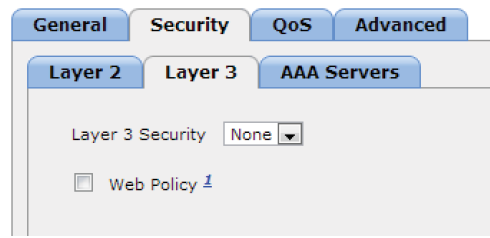 General Security QoS Advanced
Layer 2 Layer 3 AAA Servers
Layer 3 Security None
Web Policy 1